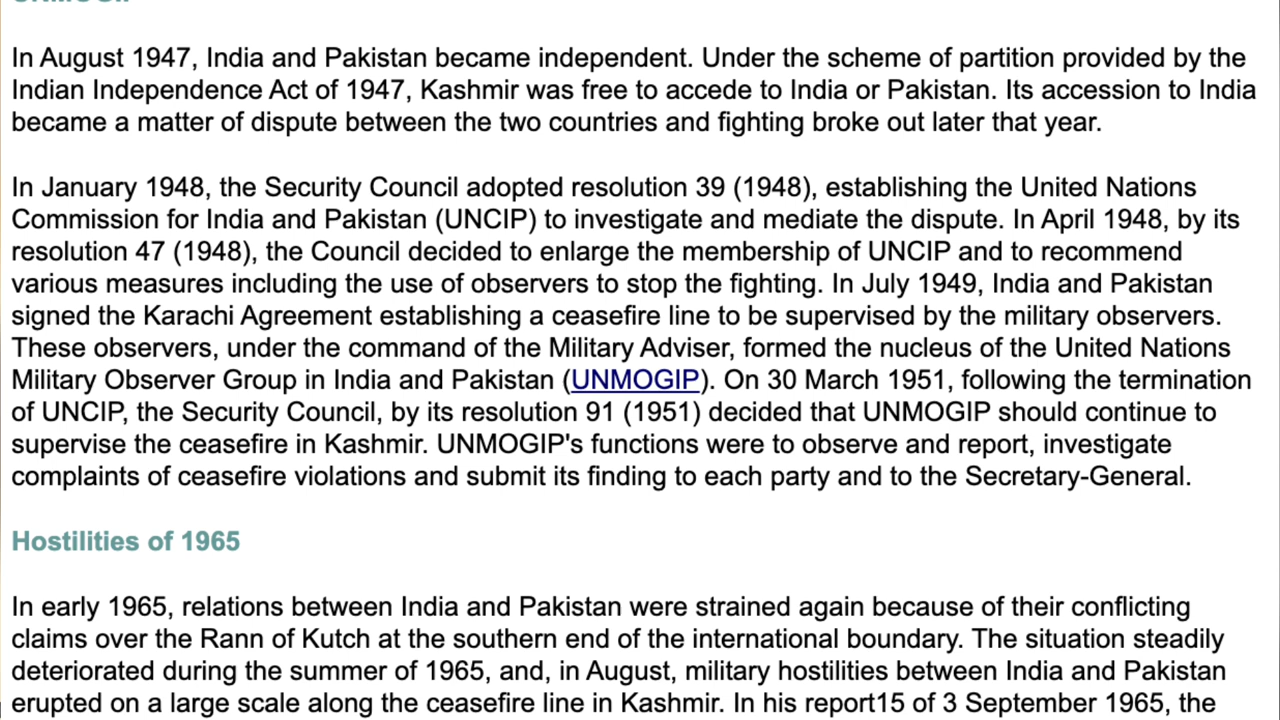 In August 1947, India and Pakistan became independent. Under the scheme of partition provided by the
Indian Independence Act of 1947, Kashmir was free to accede to India or Pakistan. Its accession to India
became a matter of dispute between the two countries and fighting broke out later that year.
In January 1948, the Security Council adopted resolution 39 (1948), establishing the United Nations
Commission for India and Pakistan (UNCIP) to investigate and mediate the dispute. In April 1948, by its
resolution 47 (1948), the Council decided to enlarge the membership of UNCIP and to recommend
various measures including the use of observers to stop the fighting. In July 1949, India and Pakistan
signed the Karachi Agreement establishing a ceasefire line to be supervised by the military observers.
These observers, under the command of the Military Adviser, formed the nucleus of the United Nations
Military Observer Group in India and Pakistan (UNMOGIP). On 30 March 1951, following the termination
of UNCIP, the Security Council, by its resolution 91 (1951) decided that UNMOGIP should continue to
supervise the ceasefire in Kashmir. UNMOGIP's functions were to observe and report, investigate
complaints of ceasefire violations and submit its finding to each party and to the Secretary-General.
Hostilities of 1965
In early 1965, relations between India and Pakistan were strained again because of their conflicting
claims over the Rann of Kutch at the southern end of the international boundary. The situation steadily
deteriorated during the summer of 1965, and, in August, military hostilities between India and Pakistan
erupted on a large scale along the ceasefire line in Kashmir. In his report15 of 3 September 1965, the